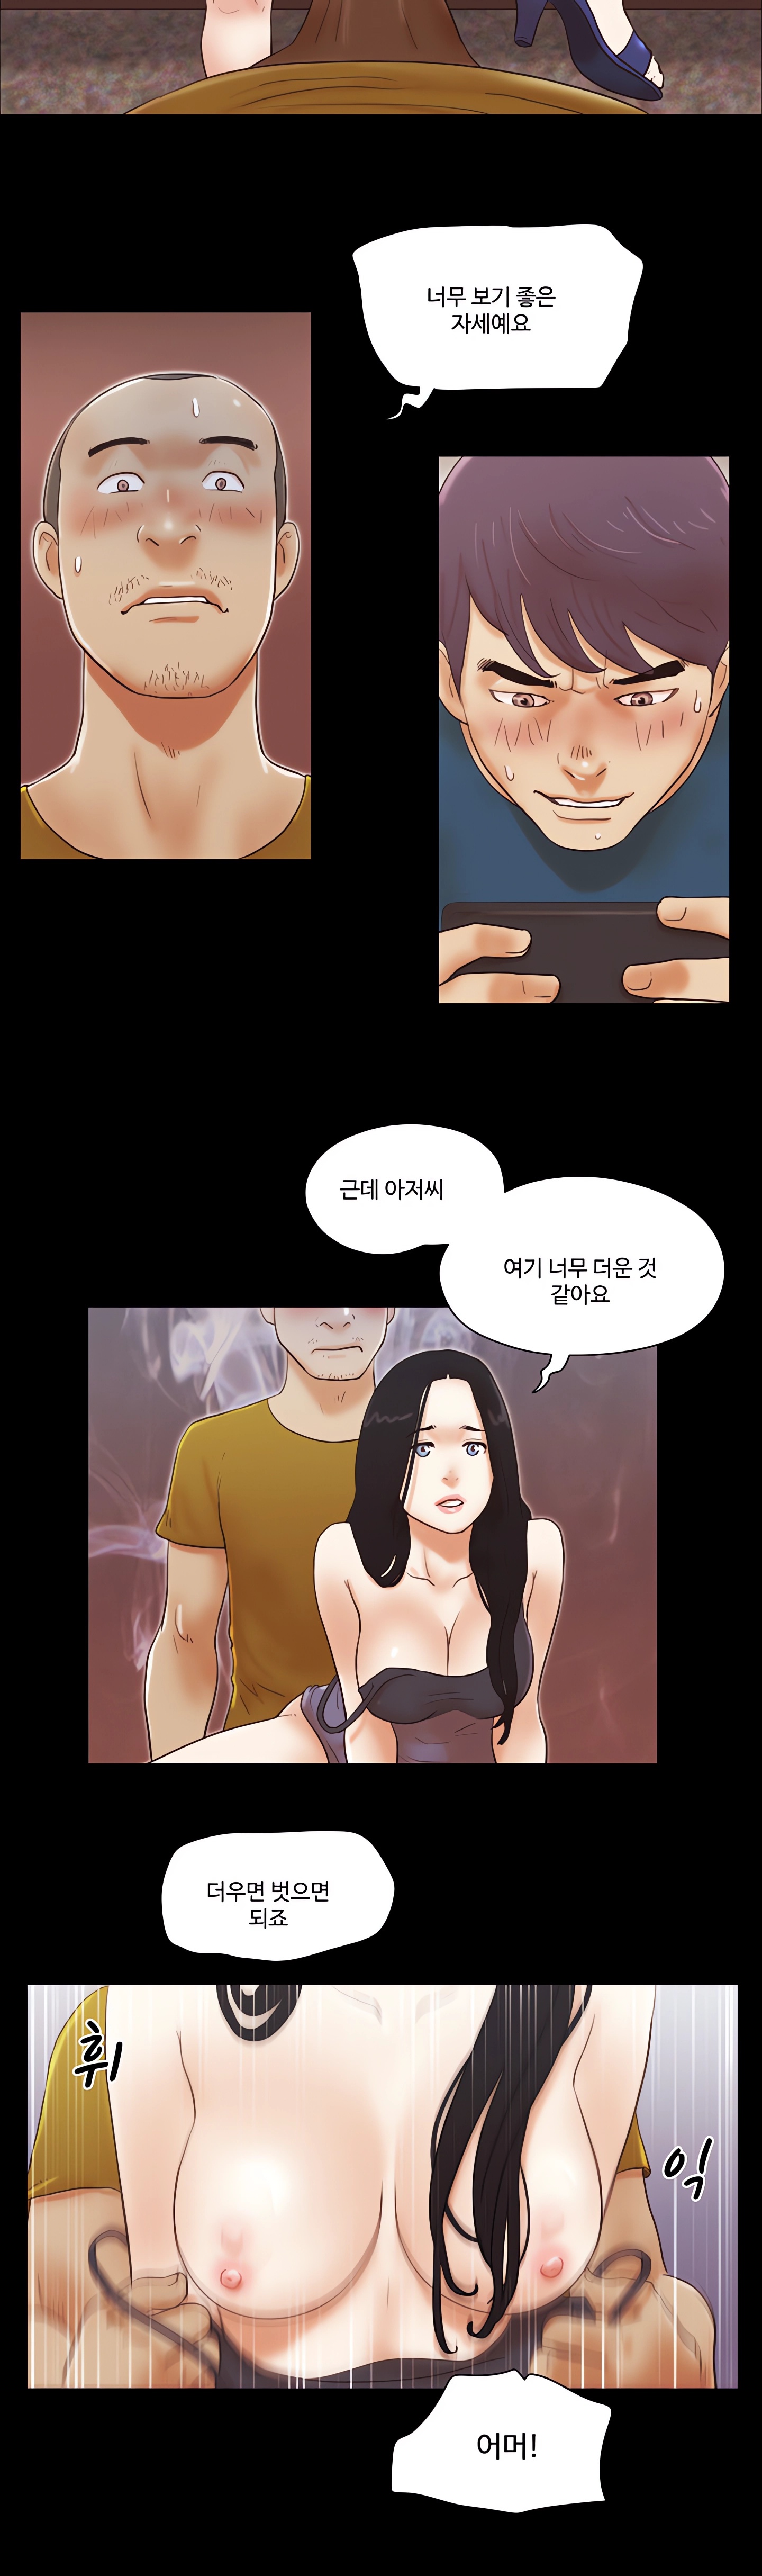 너무 보기 좋은
자세예요
근데 아저씨
여기 너무 더운 것
같아요
더우면 벗으면
되죠
휘
익
어머!